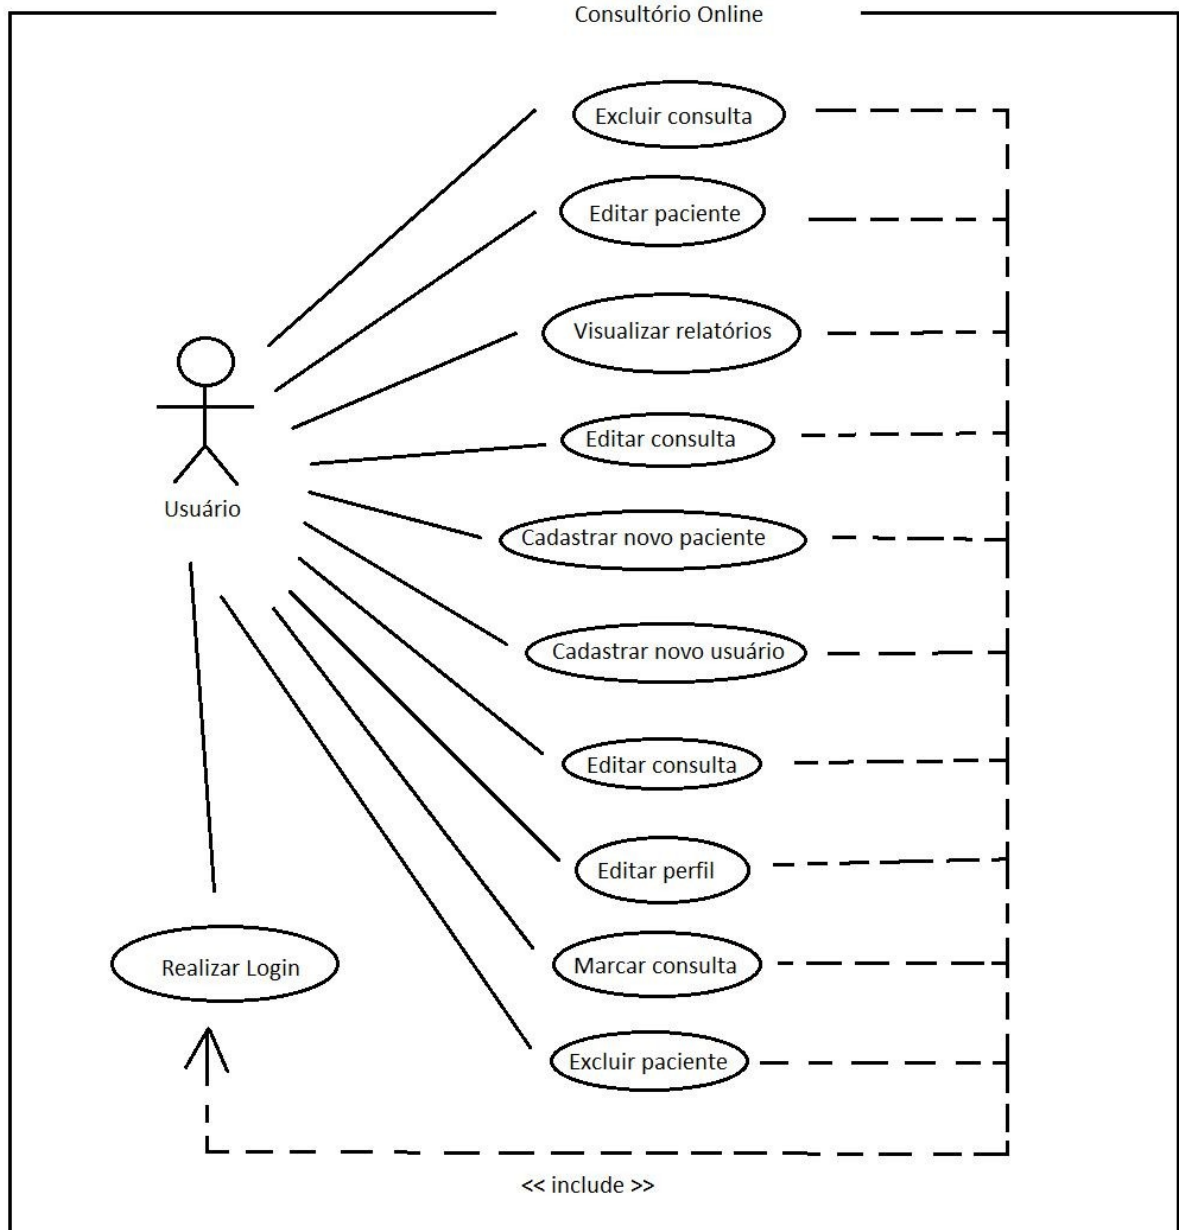 Consultório Online
Excluir consulta
Editar paciente
Visualizar relatórios
Editar consulta
Usuário
Cadastrar novo paciente
Cadastrar novo usuário
Editar consulta
Editar perfil
Realizar Login
Marcar consulta
Excluir paciente
<< include >>